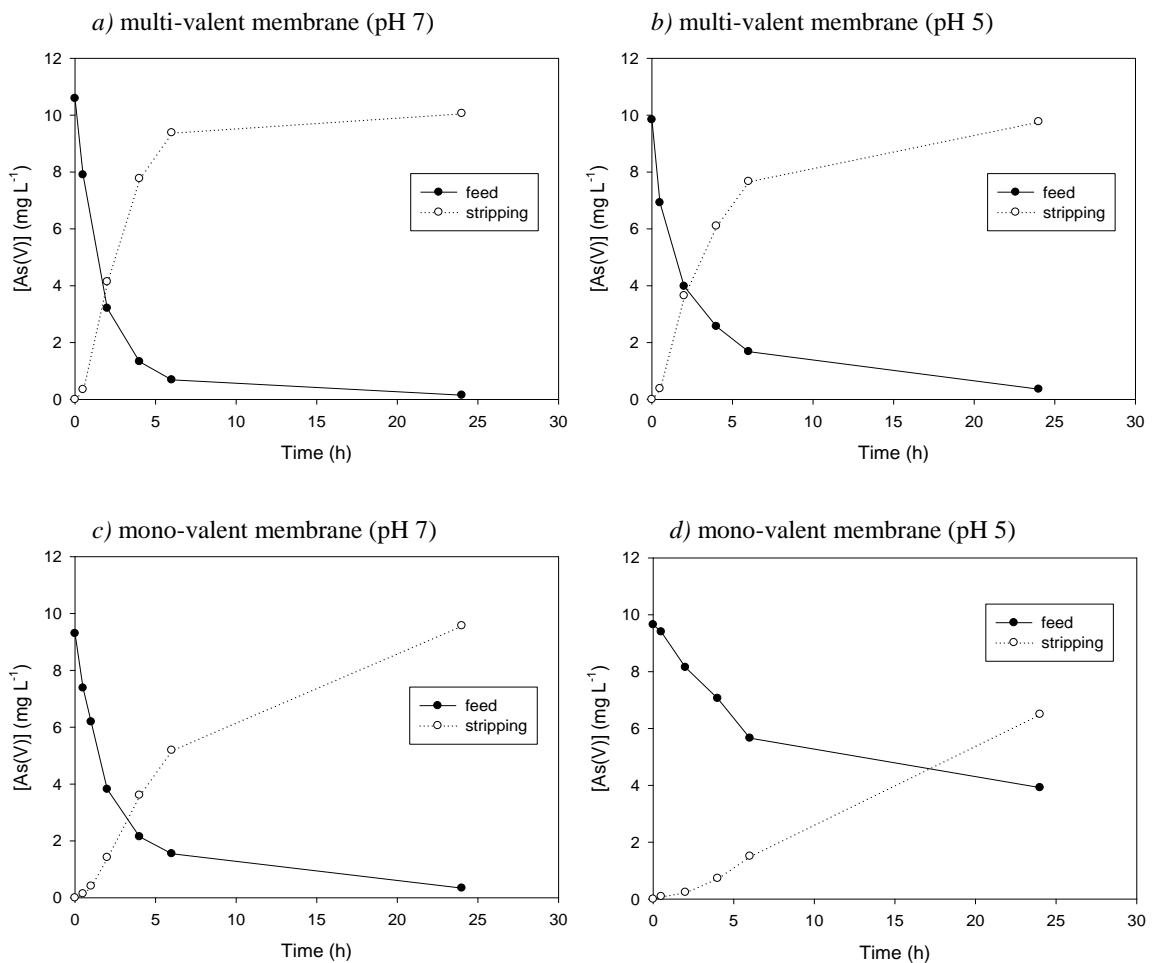 a) multi-valent membrane (pH 7)
12
10
8
6
4
2
0
[As(V)] (mg L⁻¹)
feed
stripping
0 5 10 15 20 25 30
Time (h)
b) multi-valent membrane (pH 5)
12
10
8
6
4
2
0
[As(V)] (mg L⁻¹)
feed
stripping
0 5 10 15 20 25 30
Time (h)
c) mono-valent membrane (pH 7)
12
10
8
6
4
2
0
[As(V)] (mg L⁻¹)
feed
stripping
0 5 10 15 20 25 30
Time (h)
d) mono-valent membrane (pH 5)
12
10
8
6
4
2
0
[As(V)] (mg L⁻¹)
feed
stripping
0 5 10 15 20 25 30
Time (h)